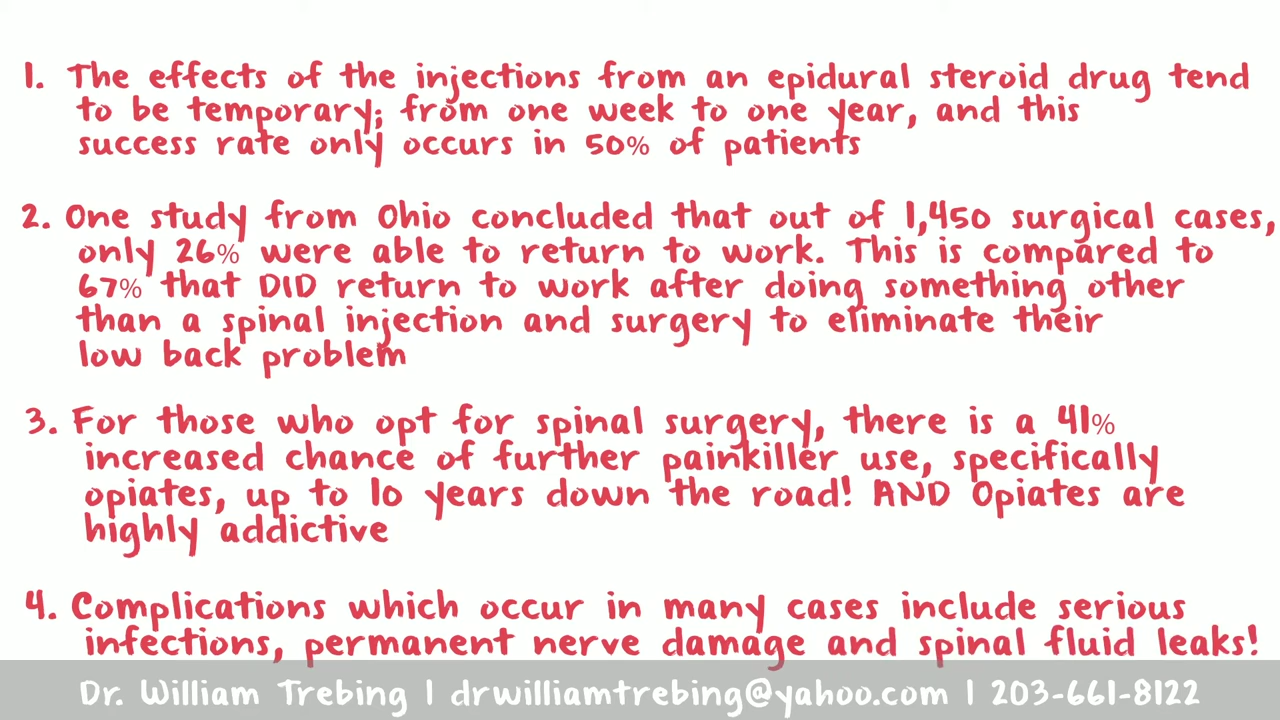 1. The effects of the injections from an epidural steroid drug tend
to be temporary; from one week to one year, and this
success rate only occurs in 50% of patients
2. One study from Ohio concluded that out of 1,450 surgical cases,
only 26% were able to return to work. This is compared to
67% that DID return to work after doing something other
than a spinal injection and surgery to eliminate their
low back problem
3. For those who opt for spinal surgery, there is a 41%
increased chance of further painkiller use, specifically
opiates, up to 10 years down the road! AND Opiates are
highly addictive
4. Complications which occur in many cases include serious
infections, permanent nerve damage and spinal fluid leaks!
Dr. William Trebing | drwilliamtrebing@yahoo.com | 203-661-8122